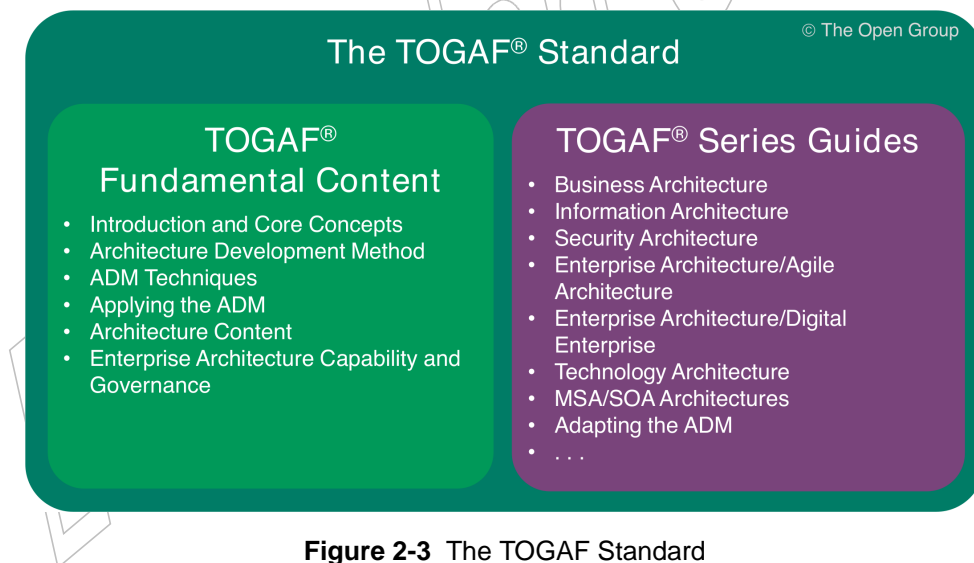 © The Open Group
The TOGAF® Standard
TOGAF®
Fundamental Content
• Introduction and Core Concepts
• Architecture Development Method
• ADM Techniques
• Applying the ADM
• Architecture Content
• Enterprise Architecture Capability and
Governance
TOGAF® Series Guides
• Business Architecture
• Information Architecture
• Security Architecture
• Enterprise Architecture/Agile
Architecture
• Enterprise Architecture/Digital
Enterprise
• Technology Architecture
• MSA/SOA Architectures
• Adapting the ADM
• . . .
Figure 2-3 The TOGAF Standard